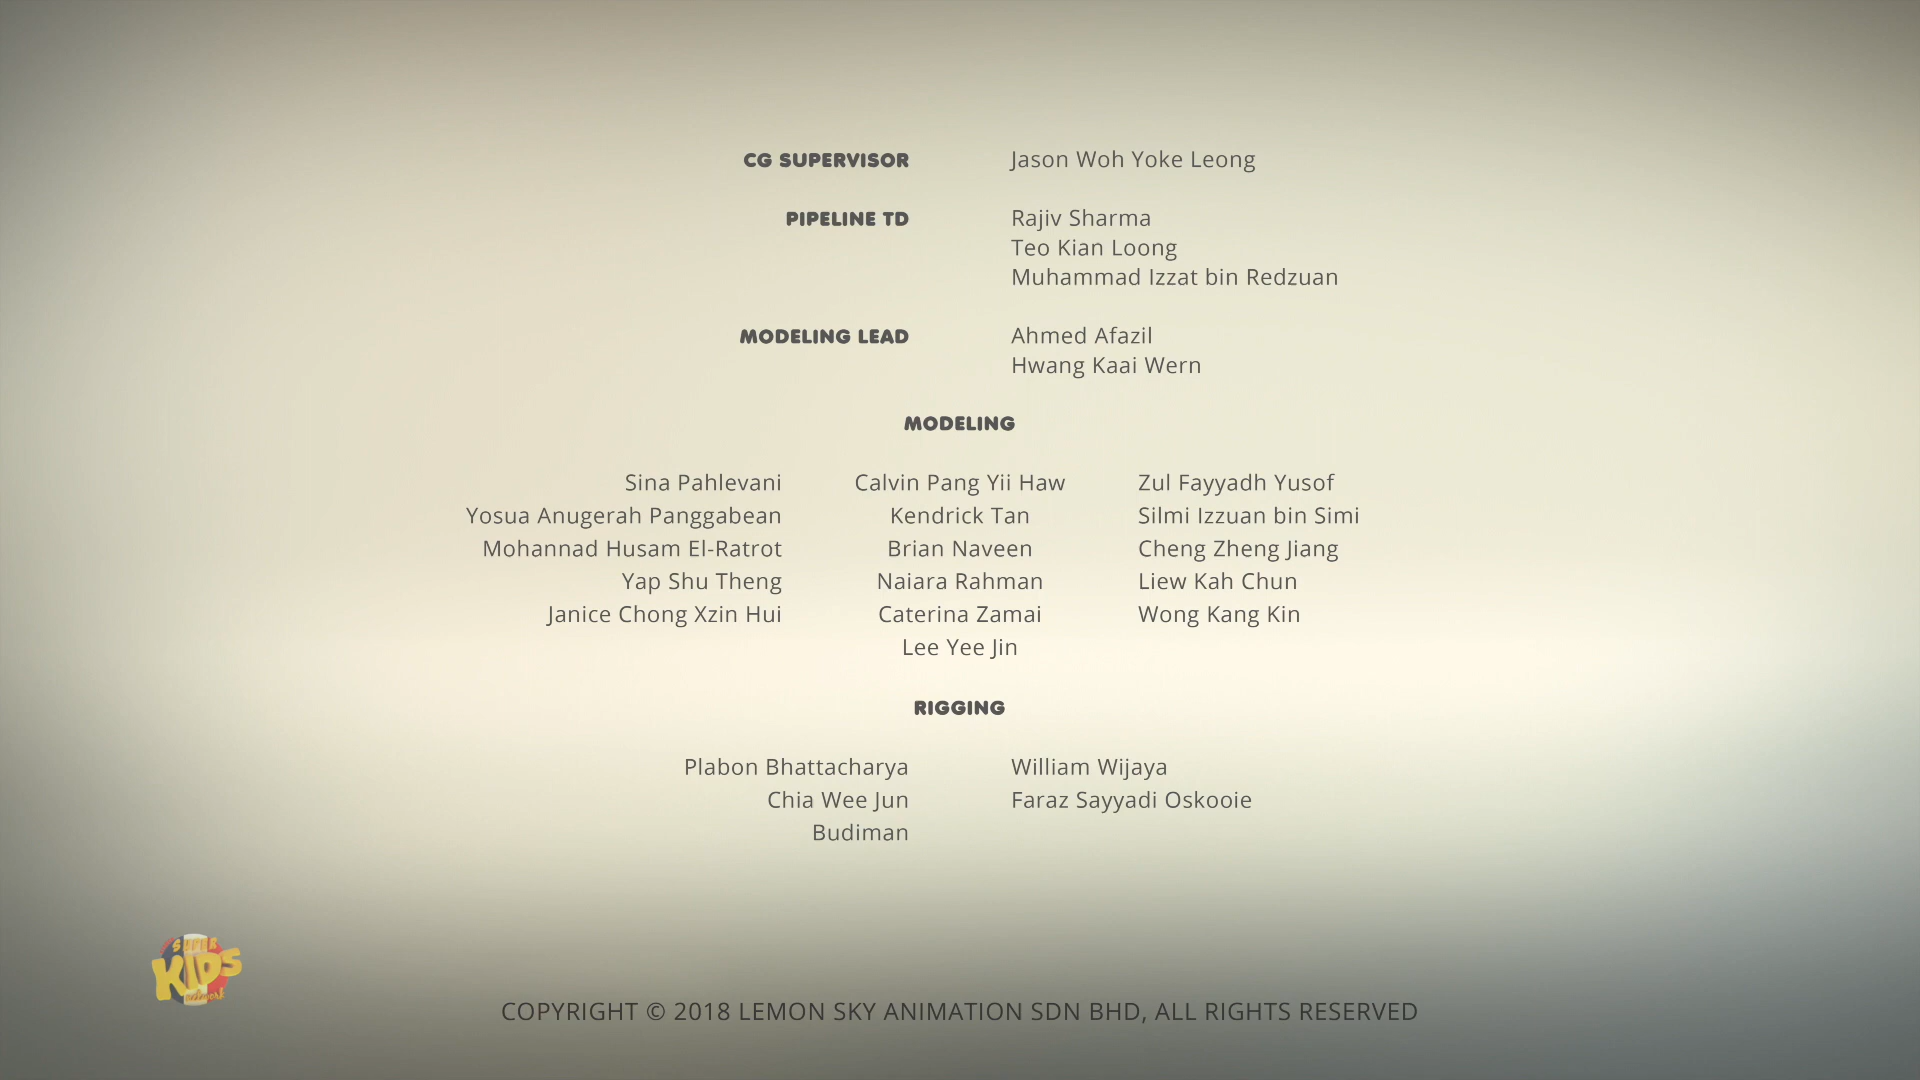 CG SUPERVISOR Jason Woh Yoke Leong
PIPELINE TD Rajiv Sharma
Teo Kian Loong
Muhammad Izzat bin Redzuan
MODELING LEAD Ahmed Afazil
Hwang Kaai Wern
MODELING
Sina Pahlevani Calvin Pang Yii Haw Zul Fayyadh Yusof
Yosua Anugerah Panggabean Kendrick Tan Silmi Izzuan bin Simi
Mohannad Husam El-Ratrot Brian Naveen Cheng Zheng Jiang
Yap Shu Theng Naiara Rahman Liew Kah Chun
Janice Chong Xzin Hui Caterina Zamai Wong Kang Kin
Lee Yee Jin
RIGGING
Plabon Bhattacharya William Wijaya
Chia Wee Jun Faraz Sayyadi Oskooie
Budiman
SUPER
KIDS
network
COPYRIGHT © 2018 LEMON SKY ANIMATION SDN BHD, ALL RIGHTS RESERVED